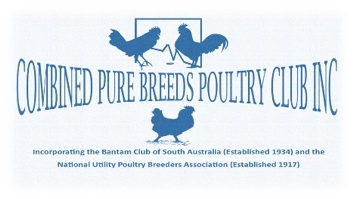 COMBINED PURE BREEDS POULTRY CLUB INC
Incorporating the Bantam Club of South Australia (Established 1934) and the
National Utility Poultry Breeders Association (Established 1917)